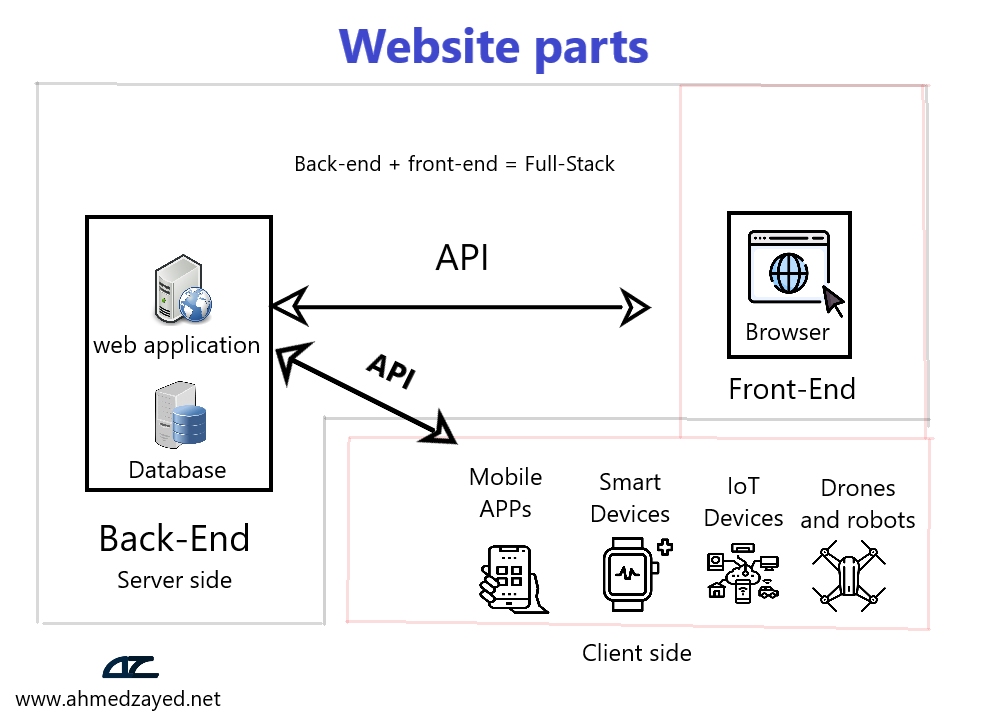 Website parts
Back-end + front-end = Full-Stack
API
web application
Database
Back-End
Server side
API
Browser
Front-End
Mobile
APPs
Smart
Devices
IoT
Devices
Drones
and robots
Client side
www.ahmedzayed.net